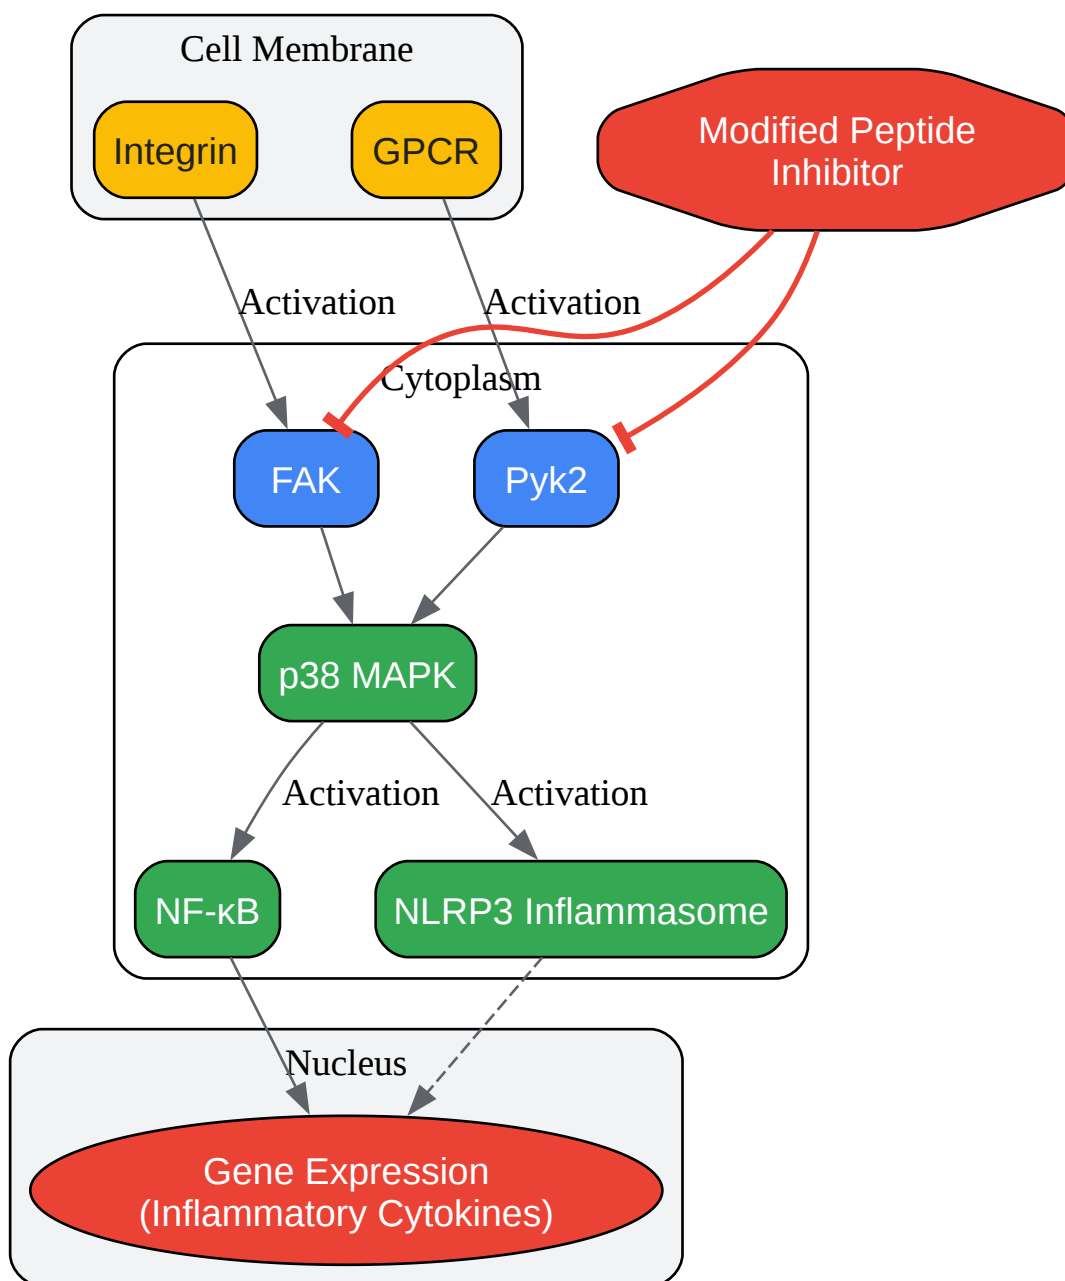 Cell Membrane
Integrin
GPCR
Modified Peptide
Inhibitor
Activation
Activation
Cytoplasm
FAK
Pyk2
p38 MAPK
Activation
Activation
NF-κB
NLRP3 Inflammasome
Nucleus
Gene Expression
(Inflammatory Cytokines)